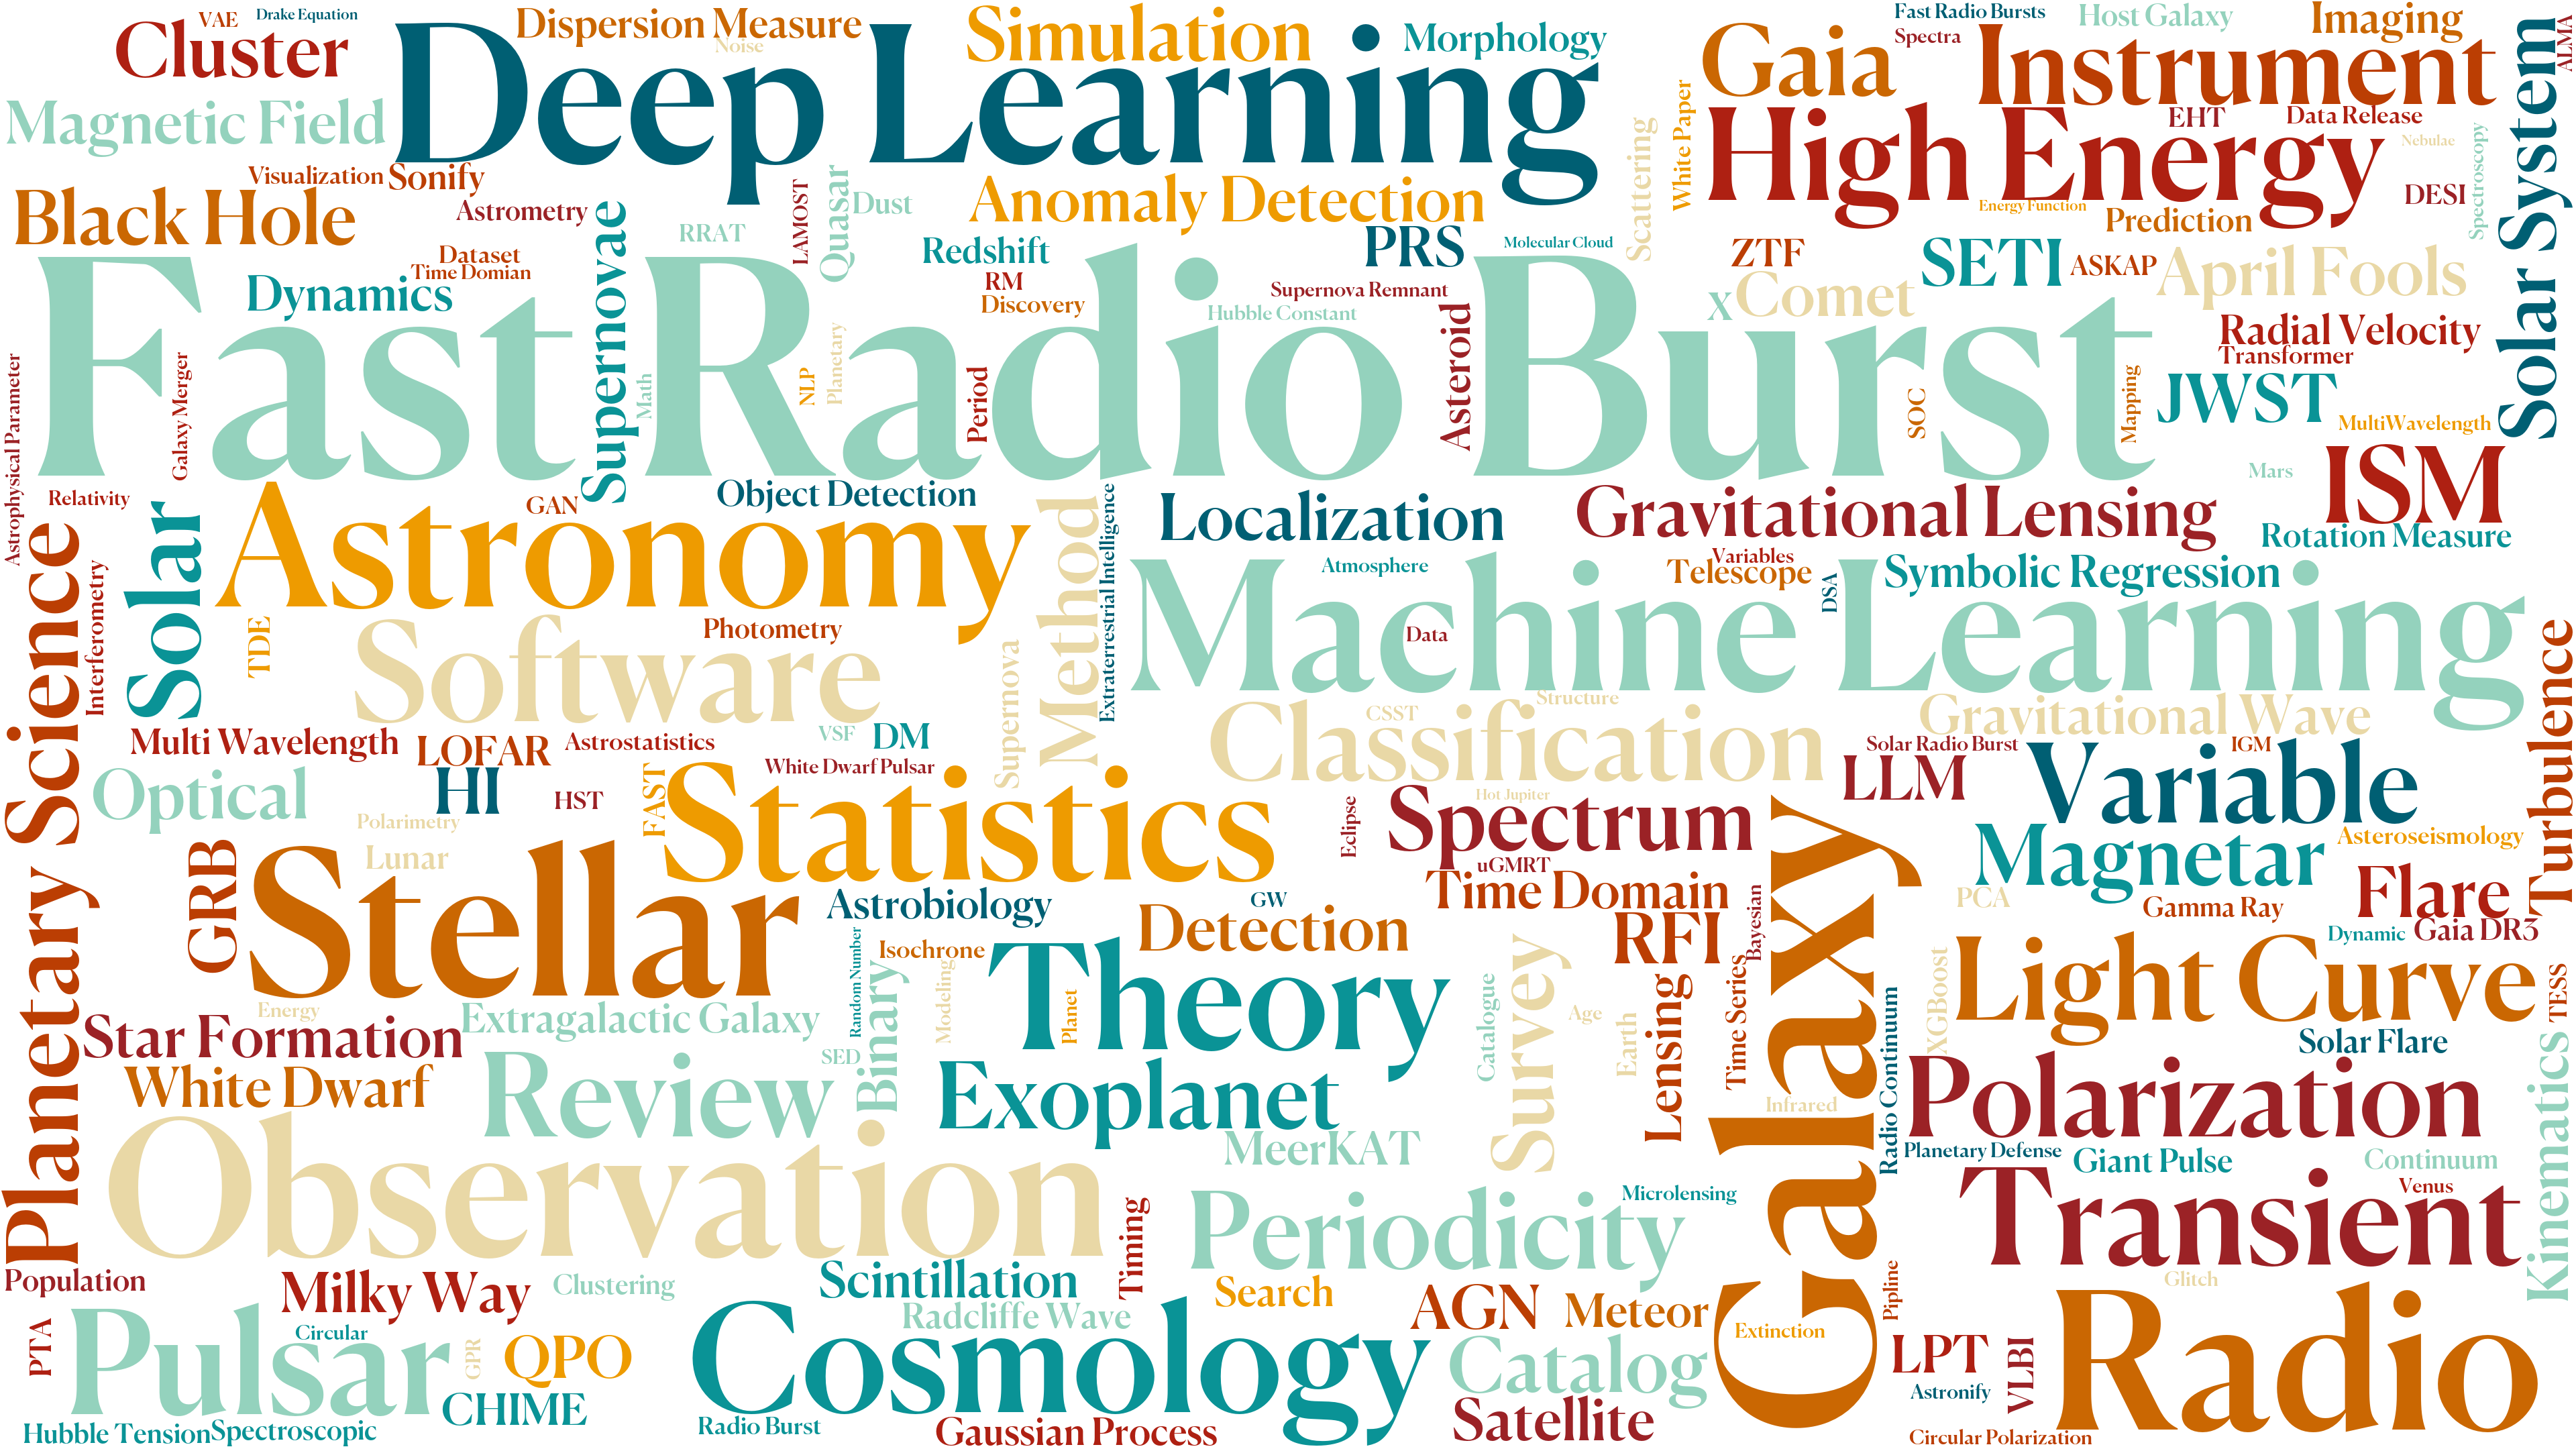 VAE
Drake Equation
Cluster
Dispersion Measure
Noise
Simulation
Morphology
Deep Learning
Gaia
Fast Radio Bursts
Spectra
Host Galaxy
Imaging
Instrument
ALMA
Solar System
Magnetic Field
High Energy
EHT
Data Release
Nebulae
White Paper
Scattering
Spectroscopy
DESI
Visualization
Sonify
Black Hole
Astrometry
Supernovae
RRAT
LAMOST
Quasar
Dust
Anomaly Detection
Energy Function
Prediction
Dataset
Time Domian
Dynamics
Redshift
RM
Discovery
PRS
Molecular Cloud
Supernova Remnant
Hubble Constant
ZTF
X
Comet
SETI
ASKAP
April Fools
Radial Velocity
Transformer
Fast Radio Burst
Astrophysical Parameter
Galaxy Merger
Math
NLP
Planetary
Period
Asteroid
SOC
Mapping
JWST
MultiWavelength
Mars
ISM
Relativity
GAN
Object Detection
Astronomy
Method
Extraterrestrial Intelligence
Localization
Atmosphere
Gravitational Lensing
Variables
Telescope
DSA
Symbolic Regression
Rotation Measure
Planetary Science
Interferometry
Solar
TDE
Photometry
Software
Supernova
Machine Learning
Data
Structure
CSST
Classification
Gravitational Wave
Turbulence
Multi Wavelength
LOFAR
Astrostatistics
VSF
DM
White Dwarf Pulsar
Solar Radio Burst
IGM
LLM
Variable
Optical
HI
HST
FAST
Statistics
Hot Jupiter
Eclipse
Spectrum
uGMRT
Polarimetry
Lunar
GRB
Stellar
Time Domain
Magnetar
Asteroseismology
PCA
Gamma Ray
Flare
Dynamic
Gaia DR3
Astrobiology
GW
Detection
RFI
Bayesian
Galaxy
Isochrone
Random Number
Binary
Modeling
Planet
Theory
Survey
Catalogue
Age
Earth
Lensing
Time Series
XGBoost
Light Curve
TESS
Energy
Star Formation
Extragalactic Galaxy
SED
Solar Flare
Kinematics
White Dwarf
Review
Exoplanet
Infrared
Radio Continuum
Polarization
Planetary Defense
Giant Pulse
Continuum
Venus
Observation
MeerKAT
Microlensing
Periodicity
Timing
Transient
Population
Milky Way
Clustering
Scintillation
Radcliffe Wave
Search
AGN
Meteor
Pipline
Glitch
PTA
Pulsar
Circular
GPR
QPO
Cosmology
Catalog
Extinction
LPT
VLBI
Radio
Astronify
CHIME
Hubble Tension
Spectroscopic
Radio Burst
Gaussian Process
Satellite
Circular Polarization